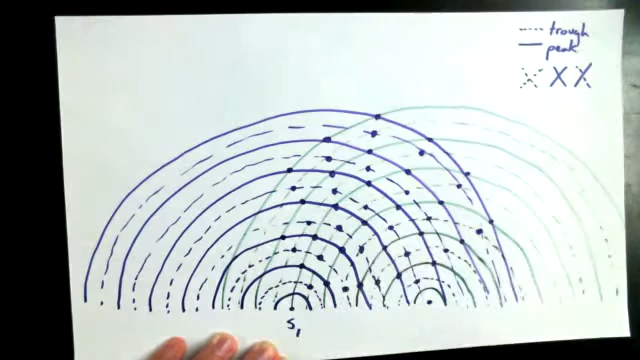 ---- trough
— peak
S₁